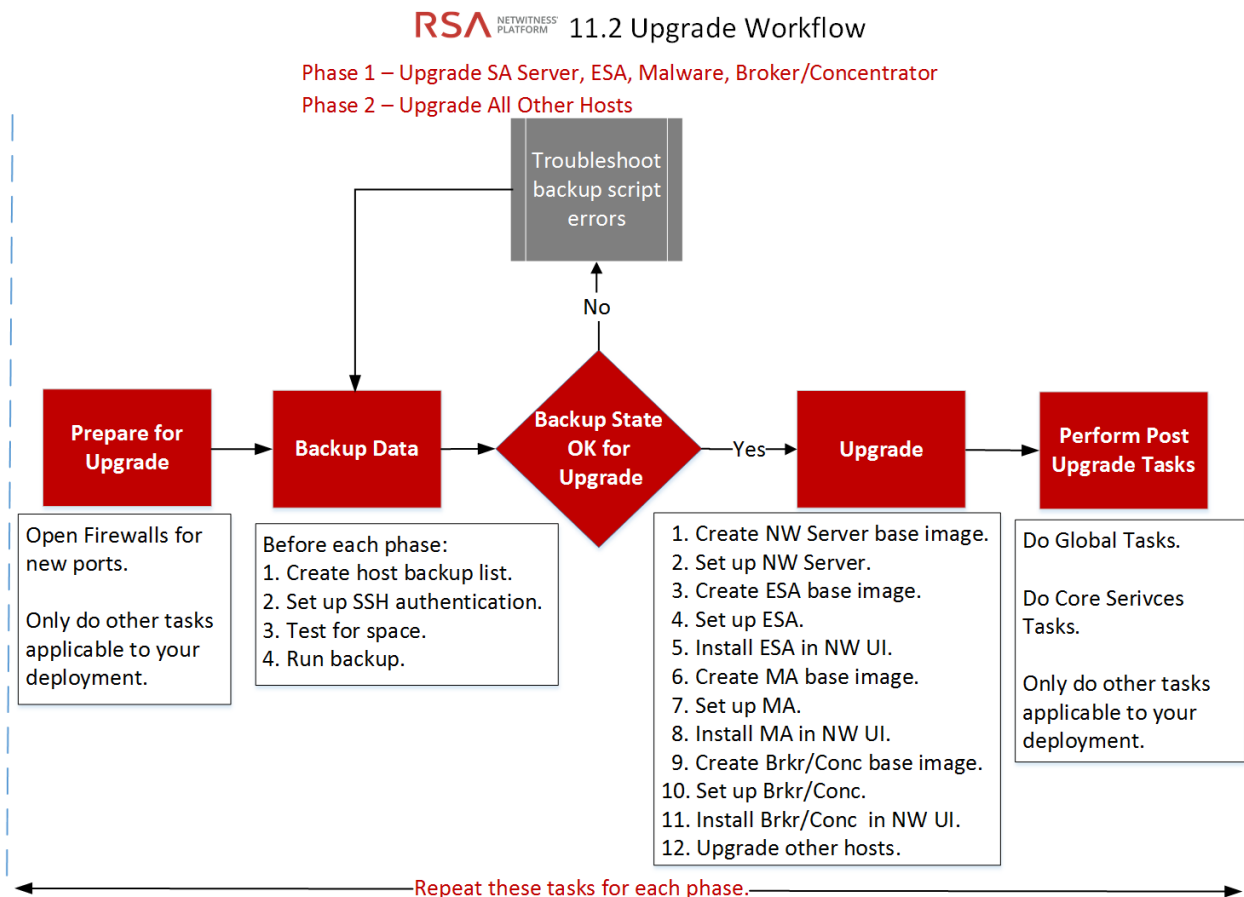 RSA NETWITNESS PLATFORM 11.2 Upgrade Workflow
Phase 1 – Upgrade SA Server, ESA, Malware, Broker/Concentrator
Phase 2 – Upgrade All Other Hosts
Troubleshoot
backup script
errors
No
Prepare for
Upgrade
Backup Data
Backup State
OK for
Upgrade
Yes
Upgrade
Perform Post
Upgrade Tasks
Open Firewalls for
new ports.
Only do other tasks
applicable to your
deployment.
Before each phase:
1. Create host backup list.
2. Set up SSH authentication.
3. Test for space.
4. Run backup.
1. Create NW Server base image.
2. Set up NW Server.
3. Create ESA base image.
4. Set up ESA.
5. Install ESA in NW UI.
6. Create MA base image.
7. Set up MA.
8. Install MA in NW UI.
9. Create Brkr/Conc base image.
10. Set up Brkr/Conc.
11. Install Brkr/Conc in NW UI.
12. Upgrade other hosts.
Do Global Tasks.
Do Core Serivces
Tasks.
Only do other tasks
applicable to your
deployment.
Repeat these tasks for each phase.